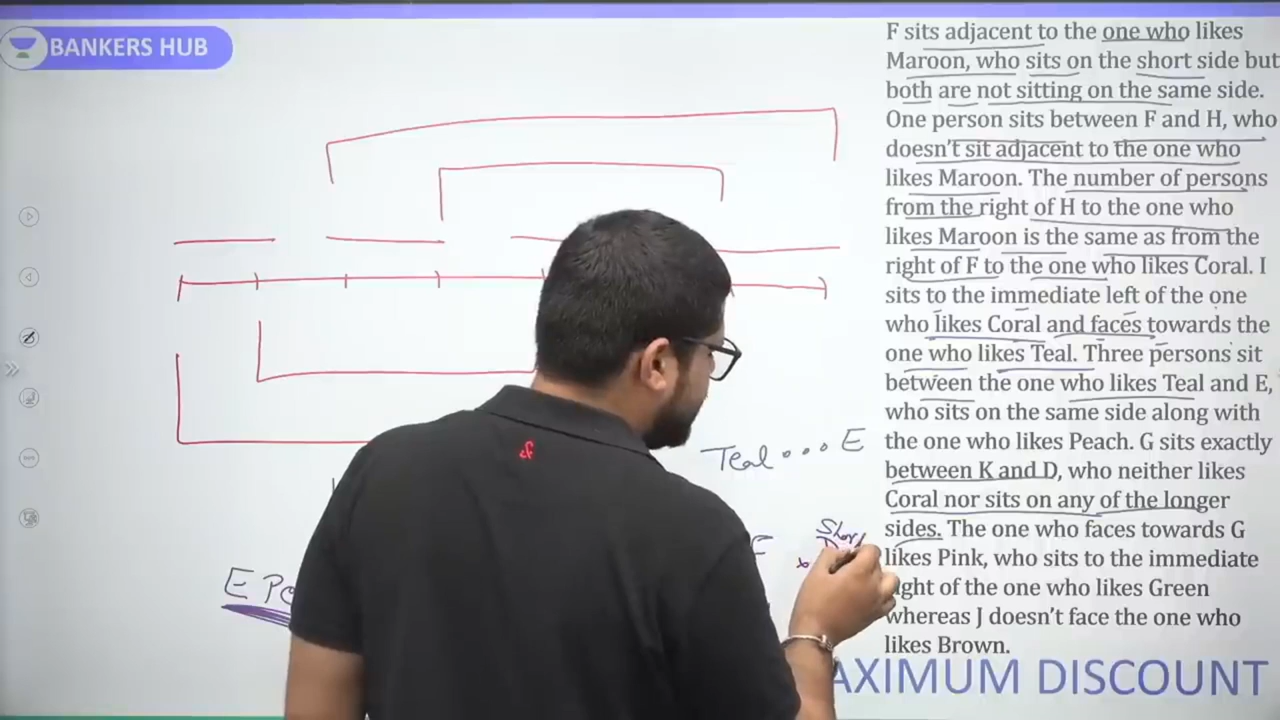 BANKERS HUB
F sits adjacent to the one who likes
Maroon, who sits on the short side but
both are not sitting on the same side.
One person sits between F and H, who
doesn't sit adjacent to the one who
likes Maroon. The number of persons
from the right of H to the one who
likes Maroon is the same as from the
right of F to the one who likes Coral. I
sits to the immediate left of the one
who likes Coral and faces towards the
one who likes Teal. Three persons sit
between the one who likes Teal and E,
who sits on the same side along with
the one who likes Peach. G sits exactly
between K and D, who neither likes
Coral nor sits on any of the longer
sides. The one who faces towards G
likes Pink, who sits to the immediate
right of the one who likes Green
whereas J doesn't face the one who
likes Brown.
Teal E
E
AXIMUM DISCOUNT